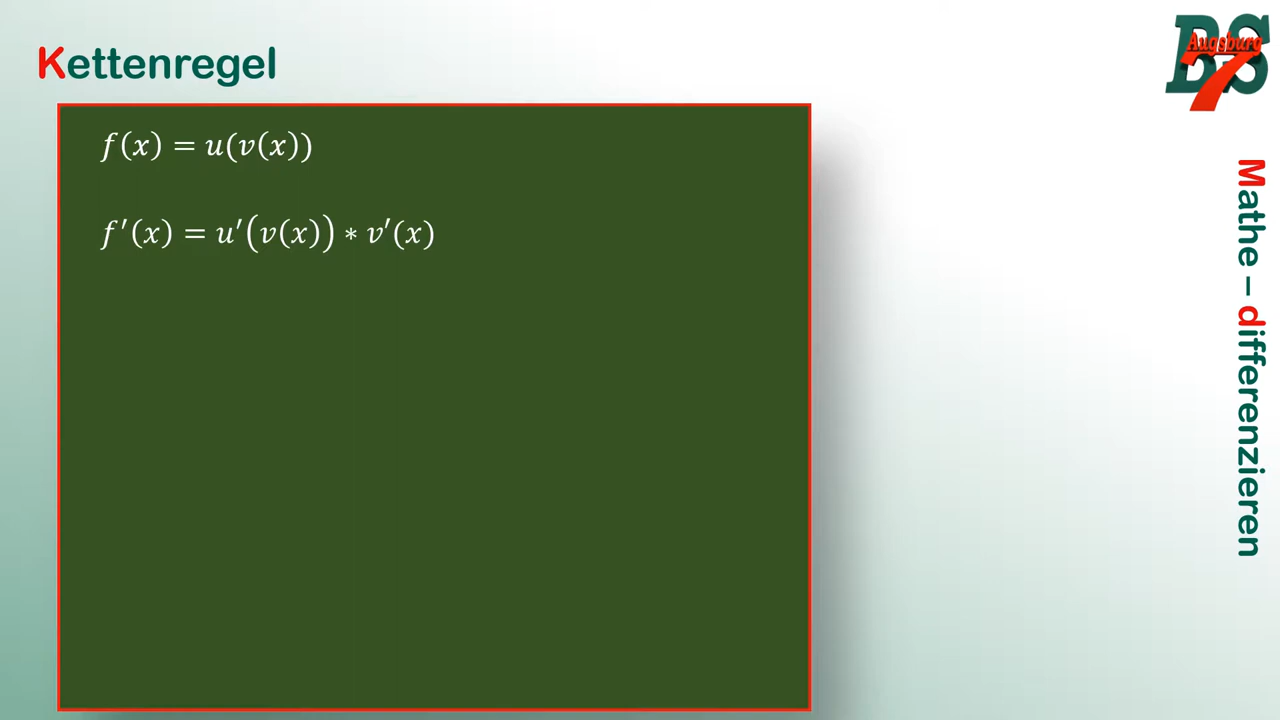 Kettenregel
BS
Augsburg
7
f(x) = u(v(x))
f′(x) = u′(v(x)) ∗ v′(x)
Mathe – differenzieren